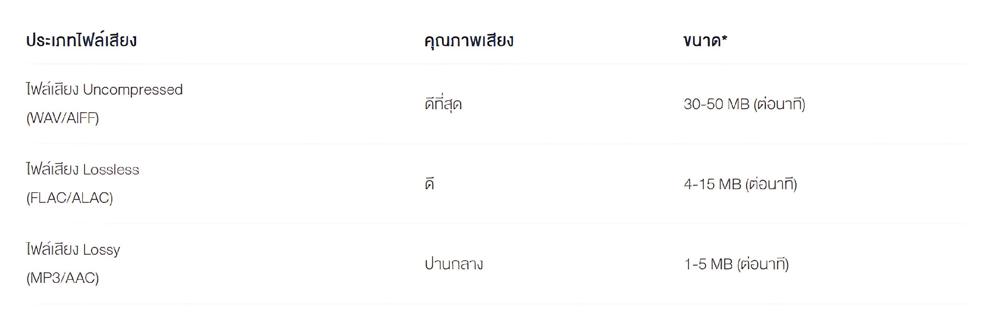 ประเภทไฟล์เสียง คุณภาพเสียง ขนาด*
ไฟล์เสียง Uncompressed
(WAV/AIFF)
ดีที่สุด
30-50 MB (ต่อนาที)
ไฟล์เสียง Lossless
(FLAC/ALAC)
ดี
4-15 MB (ต่อนาที)
ไฟล์เสียง Lossy
(MP3/AAC)
ปานกลาง
1-5 MB (ต่อนาที)